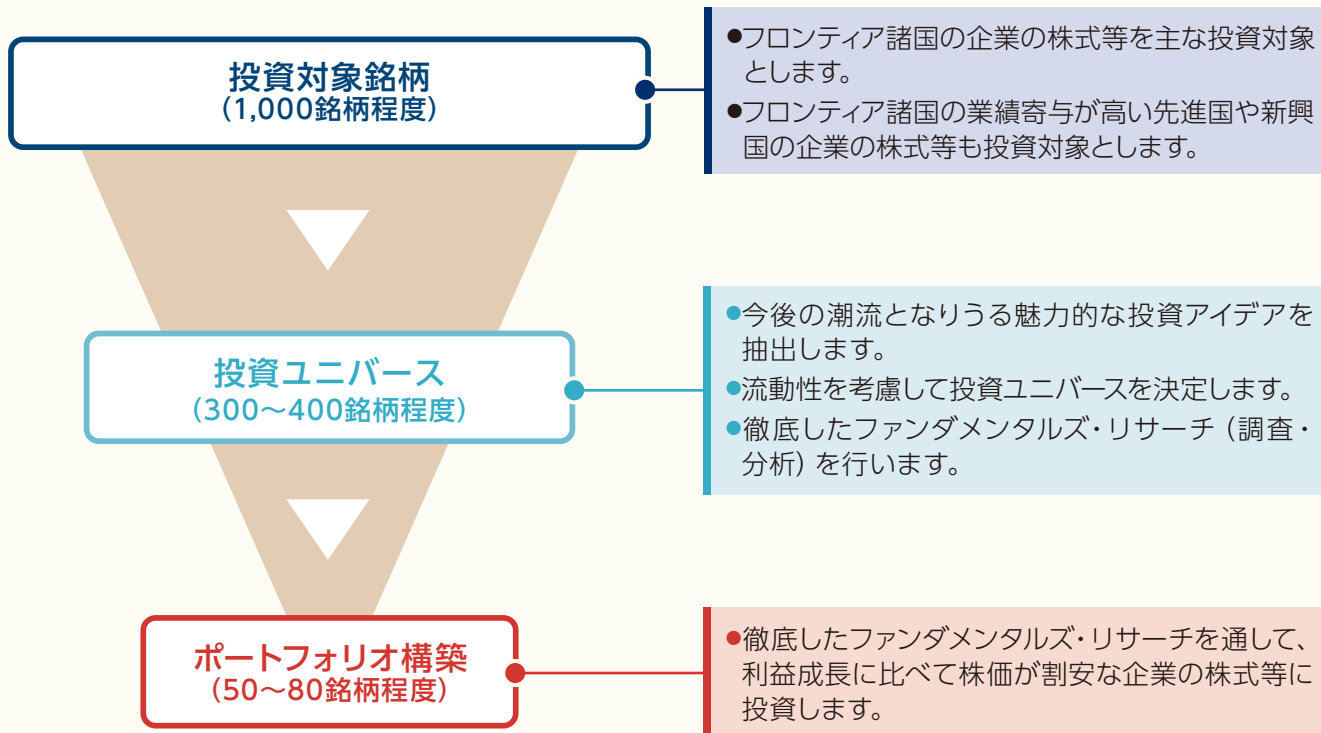 投資対象銘柄
(1,000銘柄程度)
●フロンティア諸国の企業の株式等を主な投資対象
とします。
●フロンティア諸国の業績寄与が高い先進国や新興
国の企業の株式等も投資対象とします。
投資ユニバース
(300～400銘柄程度)
●今後の潮流となりうる魅力的な投資アイデアを
抽出します。
●流動性を考慮して投資ユニバースを決定します。
●徹底したファンダメンタルズ・リサーチ(調査・
分析)を行います。
ポートフォリオ構築
(50～80銘柄程度)
●徹底したファンダメンタルズ・リサーチを通して、
利益成長に比べて株価が割安な企業の株式等に
投資します。